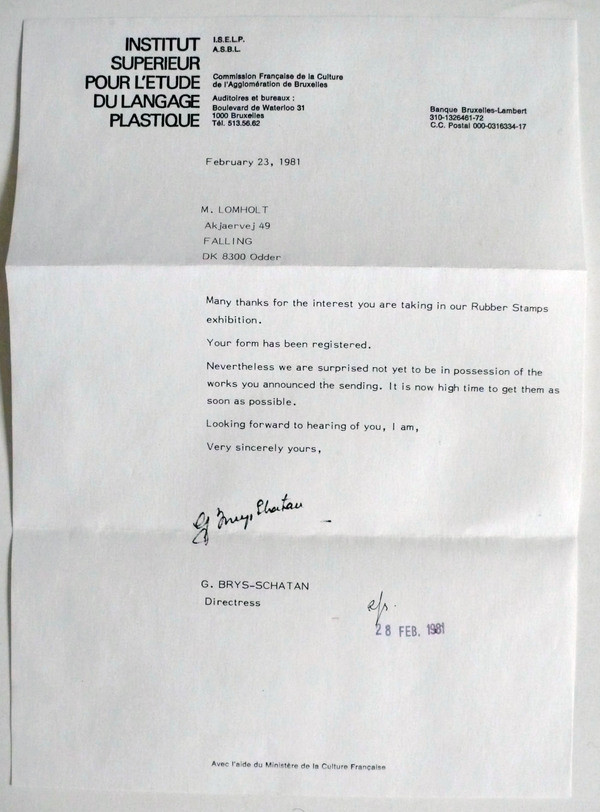 INSTITUT
SUPERIEUR
POUR L'ETUDE
DU LANGAGE
PLASTIQUE
I.S.E.L.P.
A.S.B.L.
Commission Française de la Culture
de l'Agglomération de Bruxelles
Auditoires et bureaux :
Boulevard de Waterloo 31
1000 Bruxelles
Tél. 513.56.62
Banque Bruxelles-Lambert
310-1326461-72
C.C. Postal 000-0316334-17
February 23, 1981
M. LOMHOLT
Akjaervej 49
FALLING
DK 8300 Odder
Many thanks for the interest you are taking in our Rubber Stamps
exhibition.
Your form has been registered.
Nevertheless we are surprised not yet to be in possession of the
works you announced the sending. It is now high time to get them as
soon as possible.
Looking forward to hearing of you, I am,
Very sincerely yours,
G. BRYS-SCHATAN
Directress
28 FEB. 1981
Avec l'aide du Ministère de la Culture Française